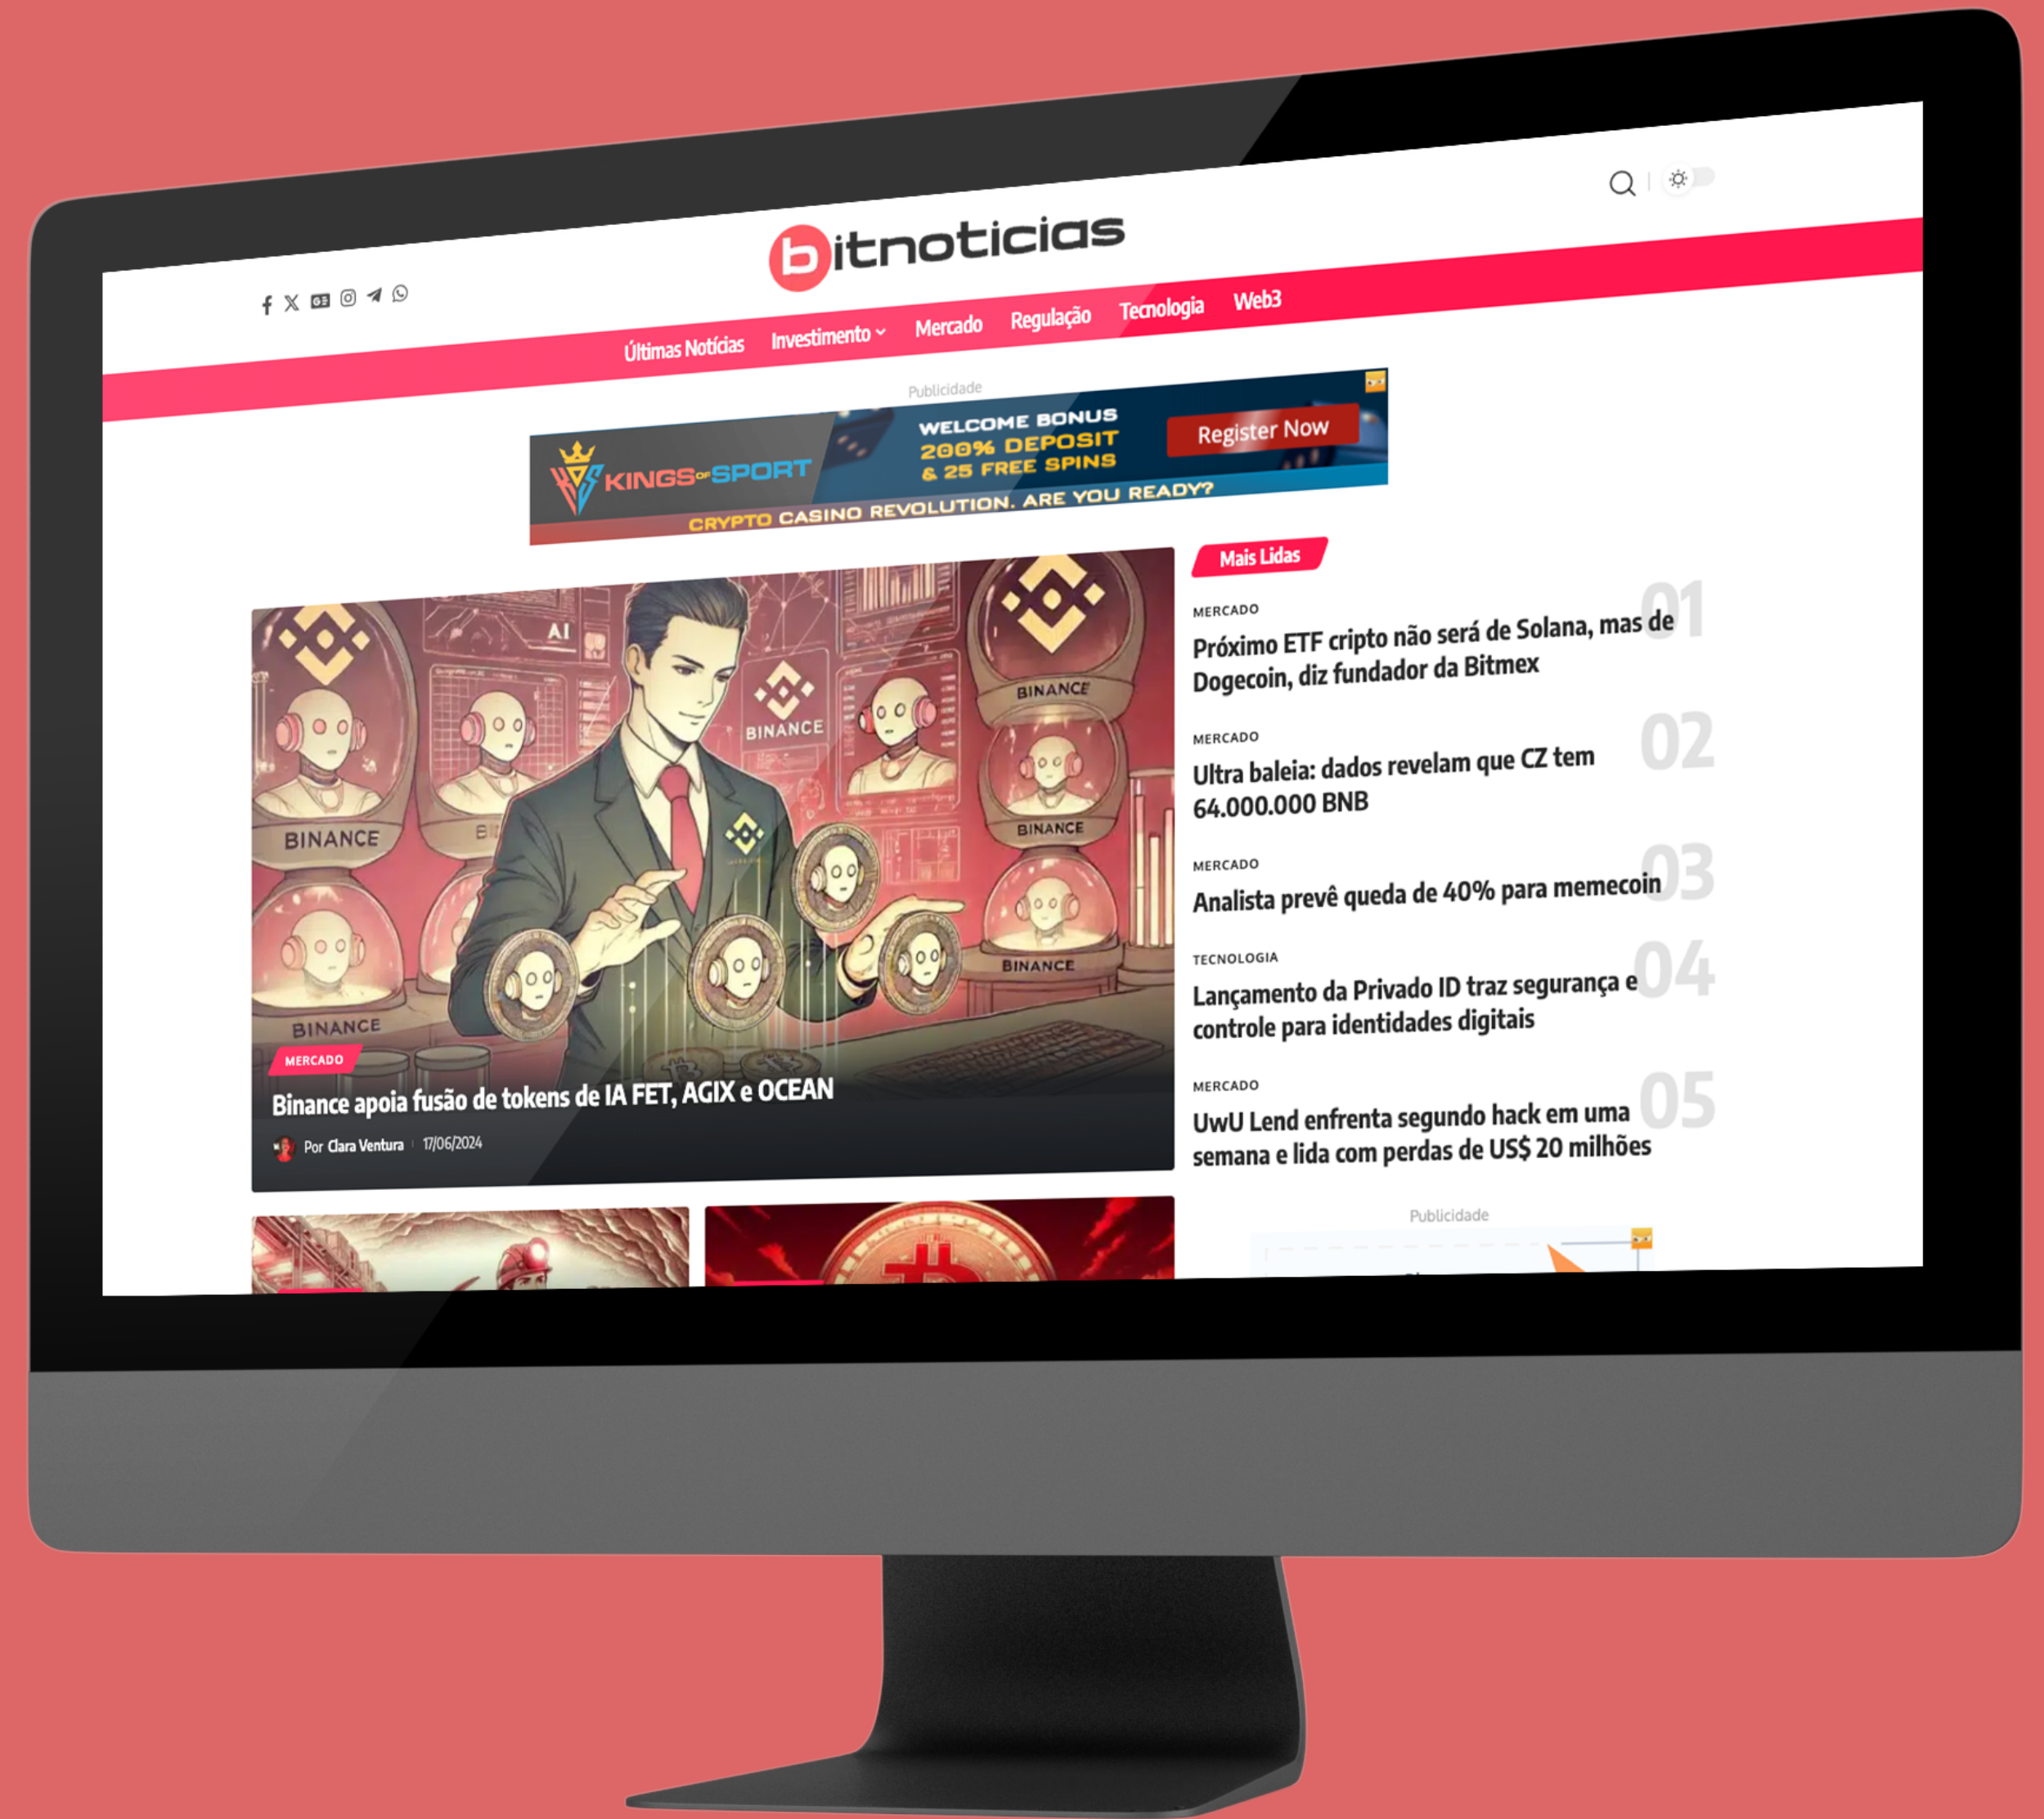 bitnoticias
Últimas Notícias Investimento Mercado Regulação Tecnologia Web3
Publicidade
KINGS OF SPORT
WELCOME BONUS
200% DEPOSIT
& 25 FREE SPINS
Register Now
CRYPTO CASINO REVOLUTION. ARE YOU READY?
AI
BINANCE
BINANCE
BINANCE
BINANCE
BINANCE
BINANCE
BINANCE
MERCADO
Binance apoia fusão de tokens de IA FET, AGIX e OCEAN
Por Clara Ventura 17/06/2024
Mais Lidas
MERCADO
01
Próximo ETF cripto não será de Solana, mas de
Dogecoin, diz fundador da Bitmex
MERCADO
02
Ultra baleia: dados revelam que CZ tem
64.000.000 BNB
MERCADO
03
Analista prevê queda de 40% para memecoin
TECNOLOGIA
04
Lançamento da Privado ID traz segurança e
controle para identidades digitais
MERCADO
05
UwU Lend enfrenta segundo hack em uma
semana e lida com perdas de US$ 20 milhões
Publicidade